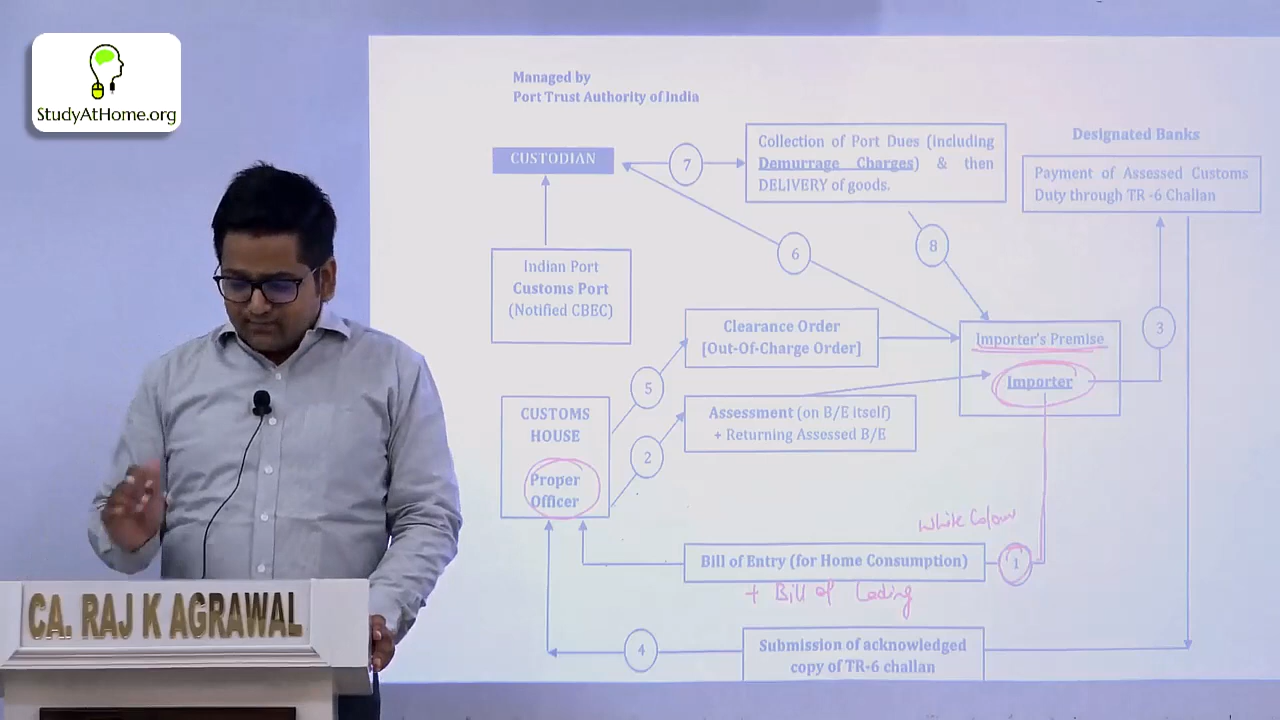 StudyAtHome.org
Managed by
Port Trust Authority of India
CUSTODIAN
7
Collection of Port Dues (including
Demurrage Charges) & then
DELIVERY of goods.
Designated Banks
Payment of Assessed Customs
Duty through TR -6 Challan
6
8
Indian Port
Customs Port
(Notified CBEC)
Clearance Order
[Out-Of-Charge Order]
Importer's Premise
Importer
3
5
CUSTOMS
HOUSE
Proper
Officer
Assessment (on B/E itself)
+ Returning Assessed B/E
2
White Colour
Bill of Entry (for Home Consumption)
1
+ Bill of Lading
4
Submission of acknowledged
copy of TR-6 challan
CA. RAJ K AGRAWAL